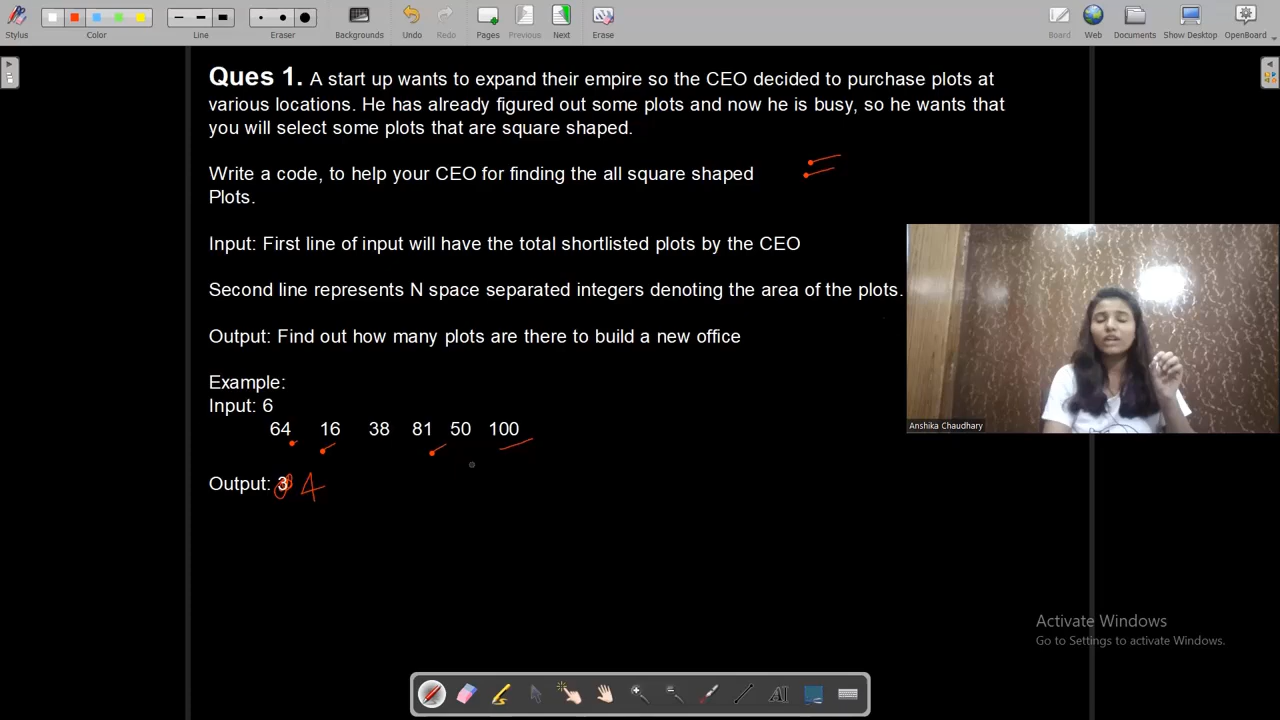 Stylus
Color
Line
Eraser
Backgrounds
Undo
Redo
Pages
Previous
Next
Erase
Board
Web
Documents
Show Desktop
OpenBoard
Ques 1. A start up wants to expand their empire so the CEO decided to purchase plots at
various locations. He has already figured out some plots and now he is busy, so he wants that
you will select some plots that are square shaped.
Write a code, to help your CEO for finding the all square shaped
Plots.
Input: First line of input will have the total shortlisted plots by the CEO
Second line represents N space separated integers denoting the area of the plots.
Output: Find out how many plots are there to build a new office
Example:
Input: 6
64 16 38 81 50 100
Output: 3 4
Anshika Chaudhary
Activate Windows
Go to Settings to activate Windows.
AI